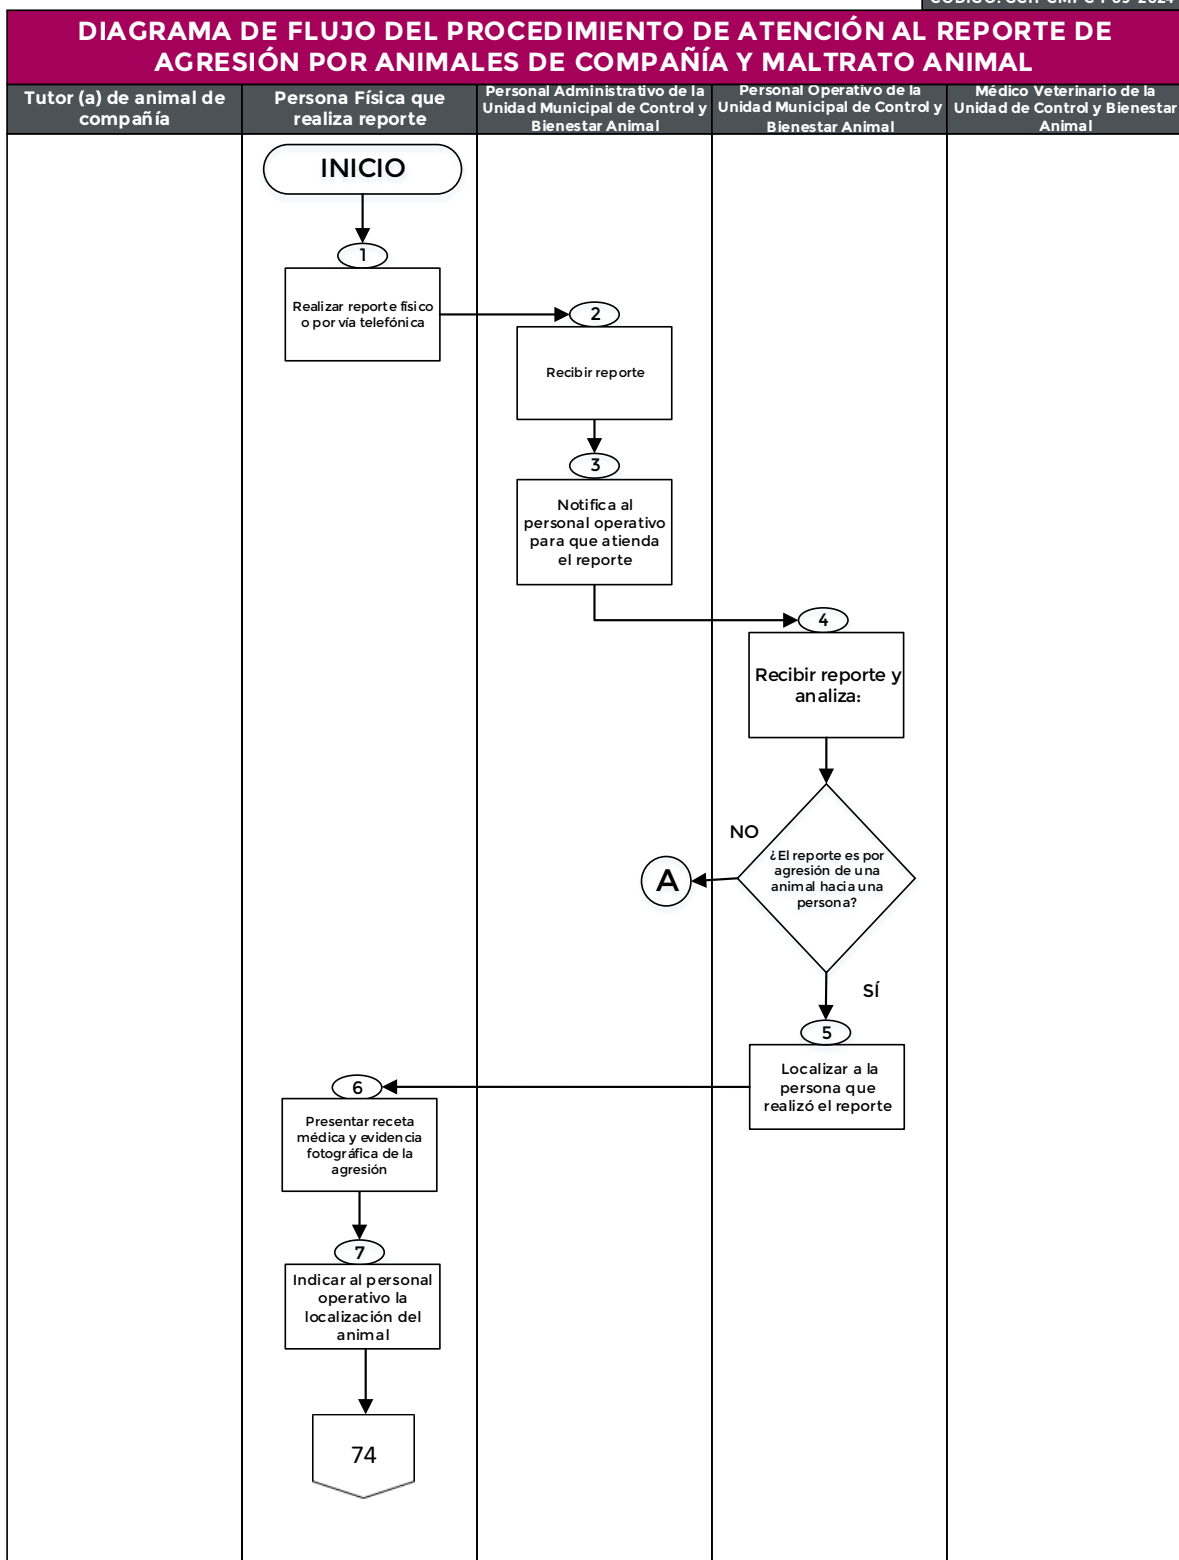 DIAGRAMA DE FLUJO DEL PROCEDIMIENTO DE ATENCIÓN AL REPORTE DE
AGRESIÓN POR ANIMALES DE COMPAÑÍA Y MALTRATO ANIMAL
Tutor (a) de animal de
compañía
Persona Física que
realiza reporte
Personal Administrativo de la
Unidad Municipal de Control y
Bienestar Animal
Personal Operativo de la
Unidad Municipal de Control y
Bienestar Animal
Médico Veterinario de la
Unidad de Control y Bienestar
Animal
INICIO
1
Realizar reporte físico
o por vía telefónica
2
Recibir reporte
3
Notifica al
personal operativo
para que atienda
el reporte
4
Recibir reporte y
analiza:
NO
¿El reporte es por
agresión de una
animal hacia una
persona?
A
SÍ
5
Localizar a la
persona que
realizó el reporte
6
Presentar receta
médica y evidencia
fotográfica de la
agresión
7
Indicar al personal
operativo la
localización del
animal
74